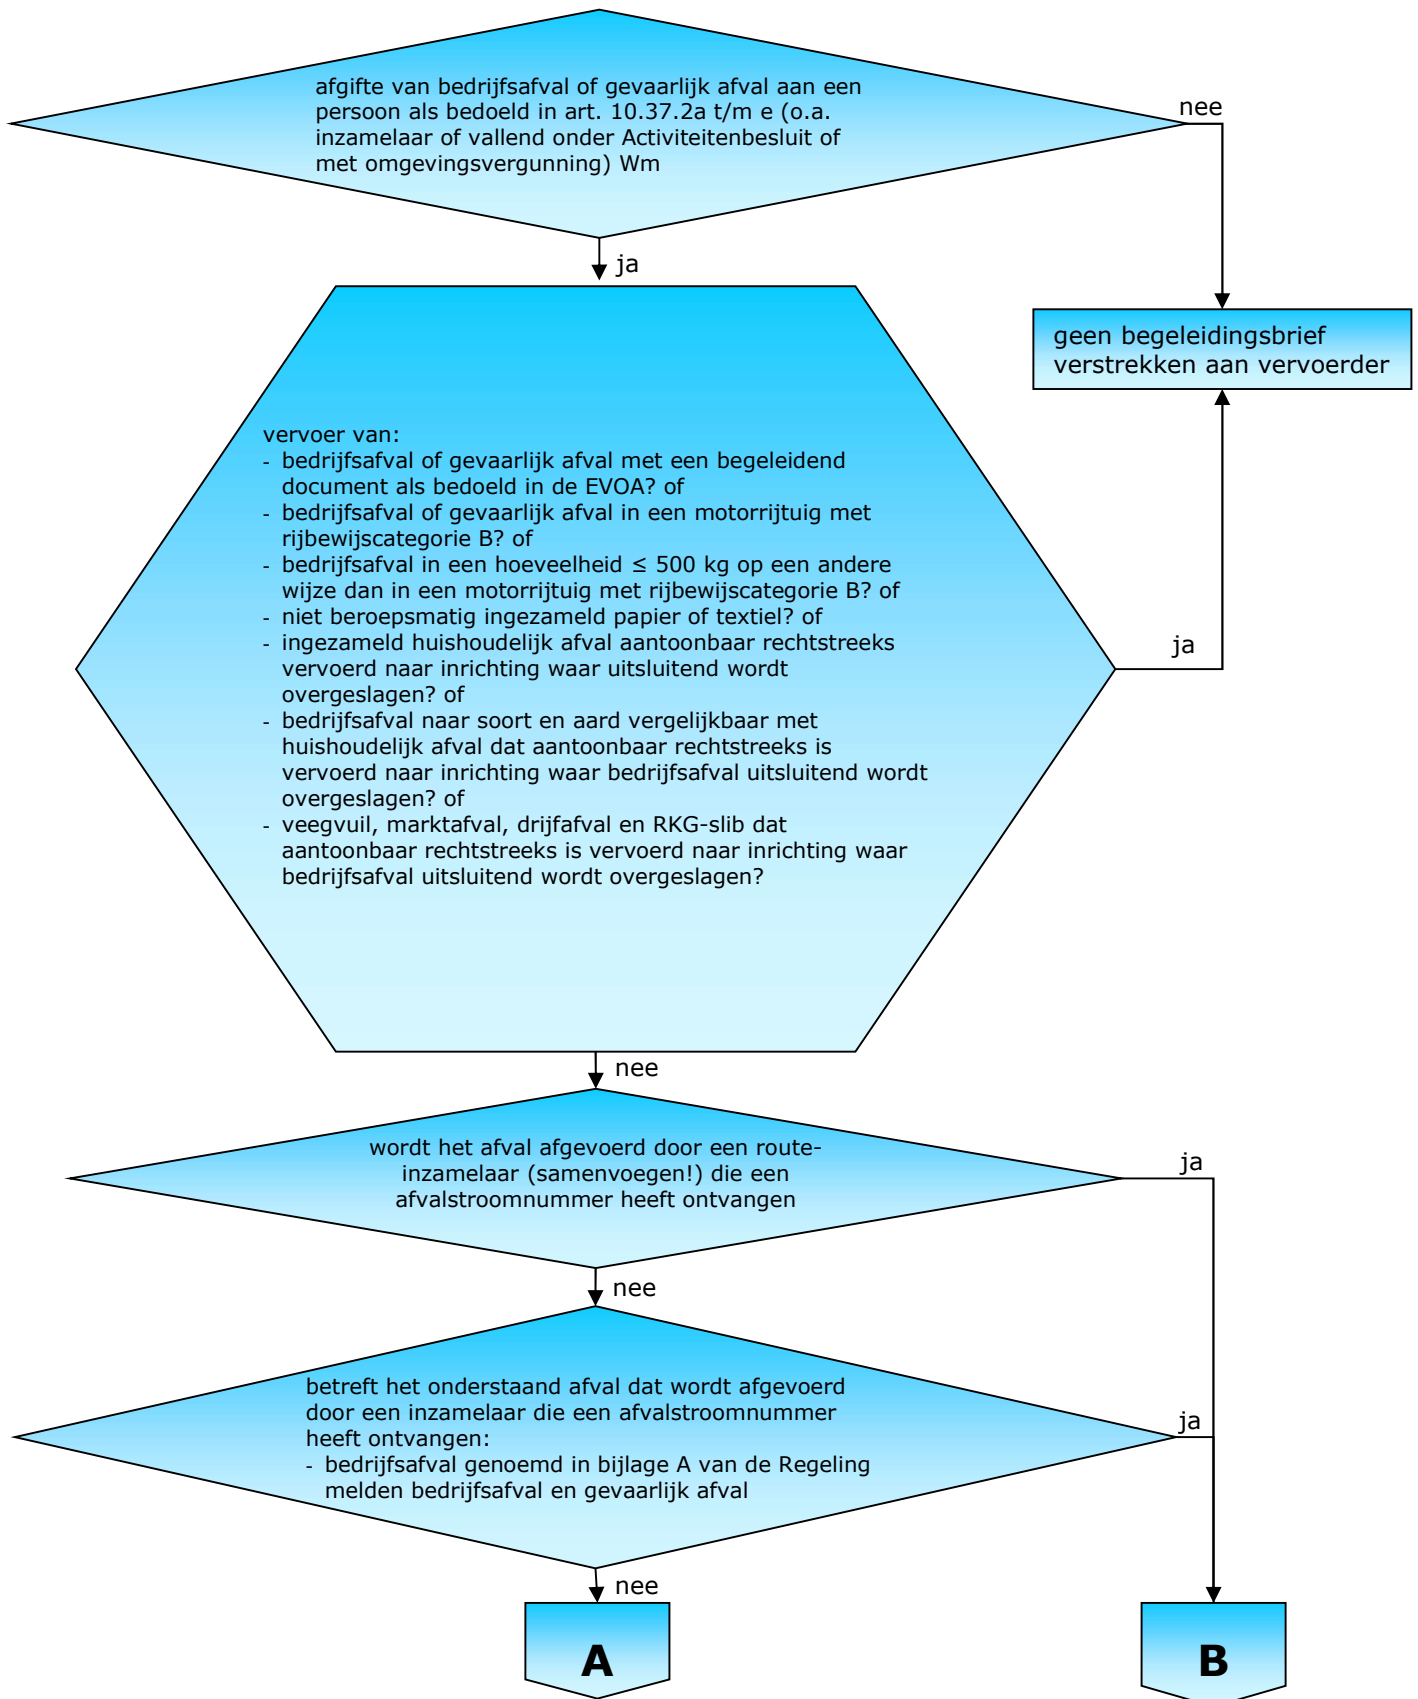 afgifte van bedrijfsafval of gevaarlijk afval aan een
persoon als bedoeld in art. 10.37.2a t/m e (o.a.
inzamelaar of vallend onder Activiteitenbesluit of
met omgevingsvergunning) Wm
nee
ja
geen begeleidingsbrief
verstrekken aan vervoerder
vervoer van:
- bedrijfsafval of gevaarlijk afval met een begeleidend
document als bedoeld in de EVOA? of
- bedrijfsafval of gevaarlijk afval in een motorrijtuig met
rijbewijscategorie B? of
- bedrijfsafval in een hoeveelheid ≤ 500 kg op een andere
wijze dan in een motorrijtuig met rijbewijscategorie B? of
- niet beroepsmatig ingezameld papier of textiel? of
- ingezameld huishoudelijk afval aantoonbaar rechtstreeks
vervoerd naar inrichting waar uitsluitend wordt
overgeslagen? of
- bedrijfsafval naar soort en aard vergelijkbaar met
huishoudelijk afval dat aantoonbaar rechtstreeks is
vervoerd naar inrichting waar bedrijfsafval uitsluitend wordt
overgeslagen? of
- veegvuil, marktafval, drijfafval en RKG-slib dat
aantoonbaar rechtstreeks is vervoerd naar inrichting waar
bedrijfsafval uitsluitend wordt overgeslagen?
ja
nee
wordt het afval afgevoerd door een route-
inzamelaar (samenvoegen!) die een
afvalstroomnummer heeft ontvangen
ja
nee
betreft het onderstaand afval dat wordt afgevoerd
door een inzamelaar die een afvalstroomnummer
heeft ontvangen:
- bedrijfsafval genoemd in bijlage A van de Regeling
melden bedrijfsafval en gevaarlijk afval
ja
nee
A
B